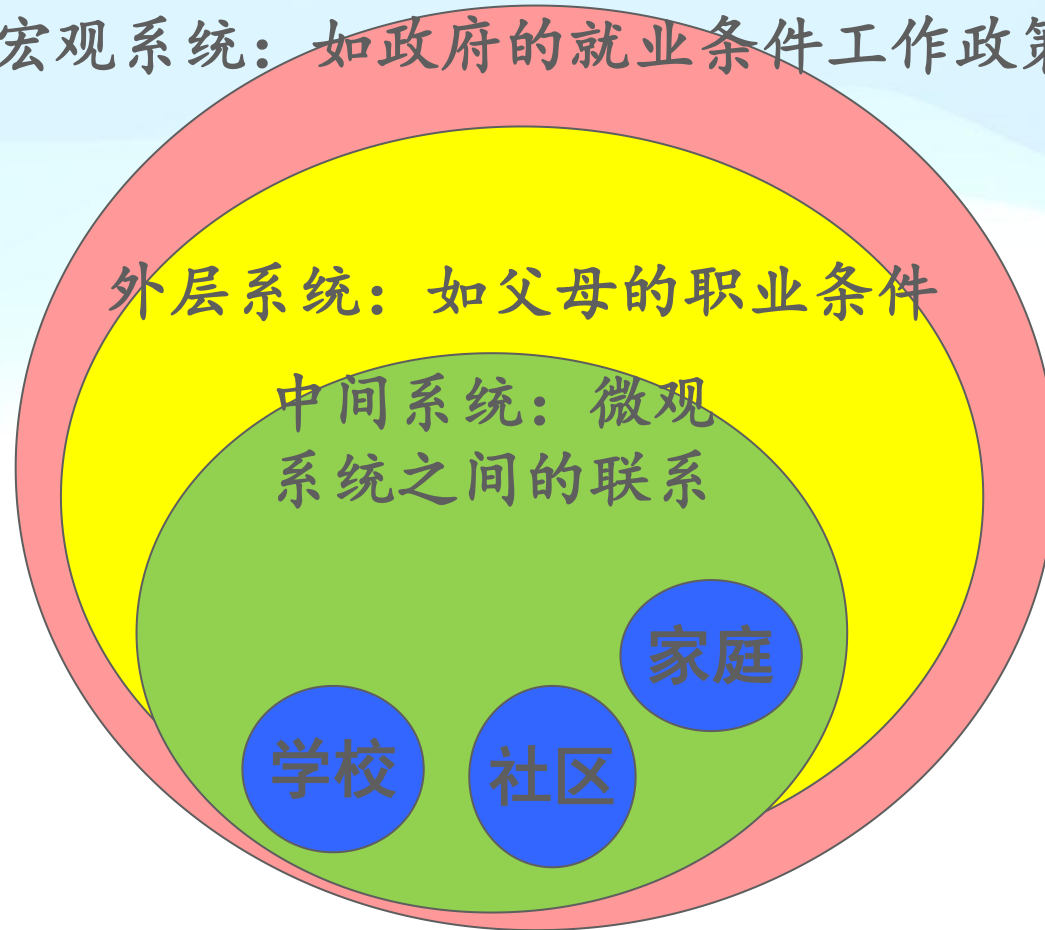 宏观系统：如政府的就业条件工作政策
外层系统：如父母的职业条件
中间系统：微观
系统之间的联系
家庭
学校
社区